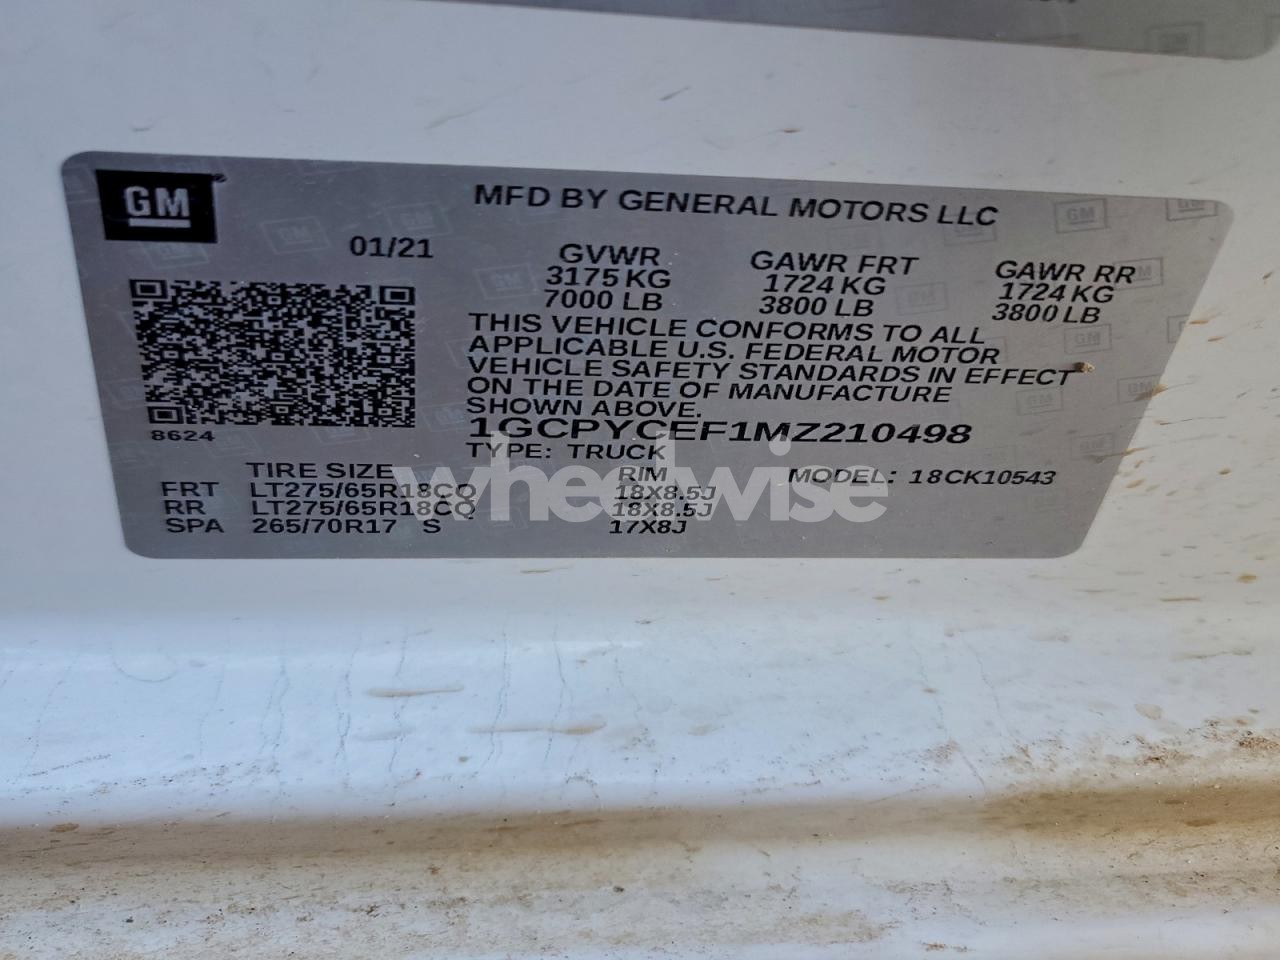 GM
MFD BY GENERAL MOTORS LLC
01/21
GVWR GAWR FRT GAWR RR
3175 KG 1724 KG 1724 KG
7000 LB 3800 LB 3800 LB
THIS VEHICLE CONFORMS TO ALL
APPLICABLE U.S. FEDERAL MOTOR
VEHICLE SAFETY STANDARDS IN EFFECT
ON THE DATE OF MANUFACTURE
SHOWN ABOVE.
8624
1GCPYCEF1MZ210498
TYPE: TRUCK
TIRE SIZE RIM MODEL: 18CK10543
FRT LT275/65R18CQ 18X8.5J
RR LT275/65R18CQ 18X8.5J
SPA 265/70R17 S 17X8J
wheelwise